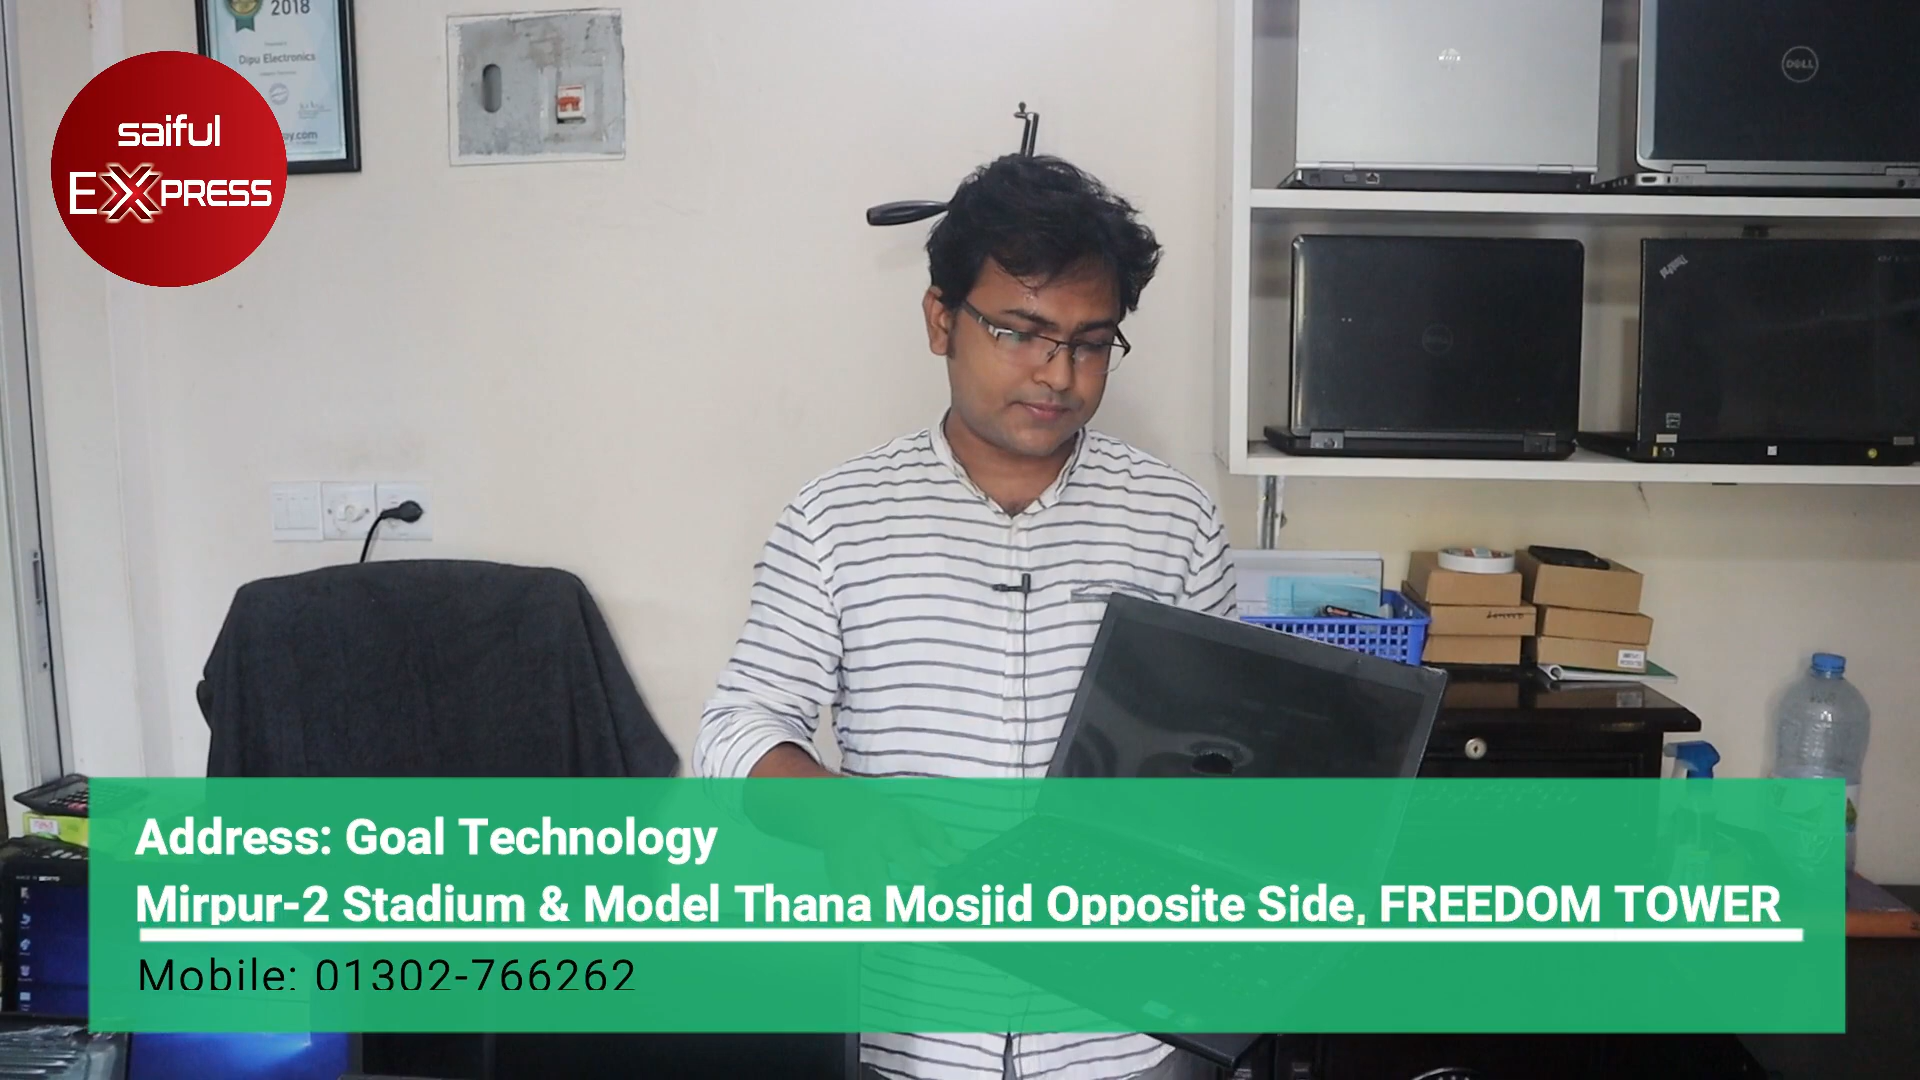 2018
Dipu Electronics
saiful
EXPRESS
DELL
ThinkPad
Address: Goal Technology
Mirpur-2 Stadium & Model Thana Mosjid Opposite Side, FREEDOM TOWER
Mobile: 01302-766262